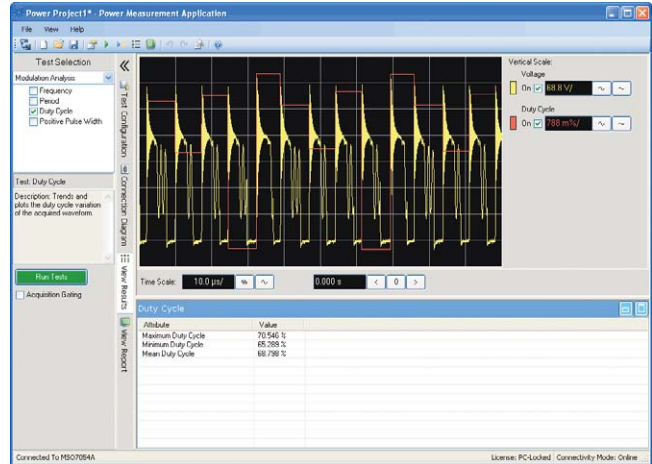 Power Project1* - Power Measurement Application
File View Help
Test Selection
Modulation Analysis
Frequency
Period
Duty Cycle
Positive Pulse Width
Test: Duty Cycle
Description: Trends and
plots the duty cycle variation
of the acquired waveform.
Run Tests
Acquisition Gating
Test Configuration
Connection Diagram
View Results
View Report
Vertical Scale:
Voltage
On 68.8 V/
Duty Cycle
On 788 m%/
Time Scale: 10.0 µs/ 0.000 s < 0 >
Duty Cycle
Attribute Value
Maximum Duty Cycle 70.546 %
Minimum Duty Cycle 65.289 %
Mean Duty Cycle 68.798 %
Connected To MSO7054A
License: PC-Locked Connectivity Mode: Online